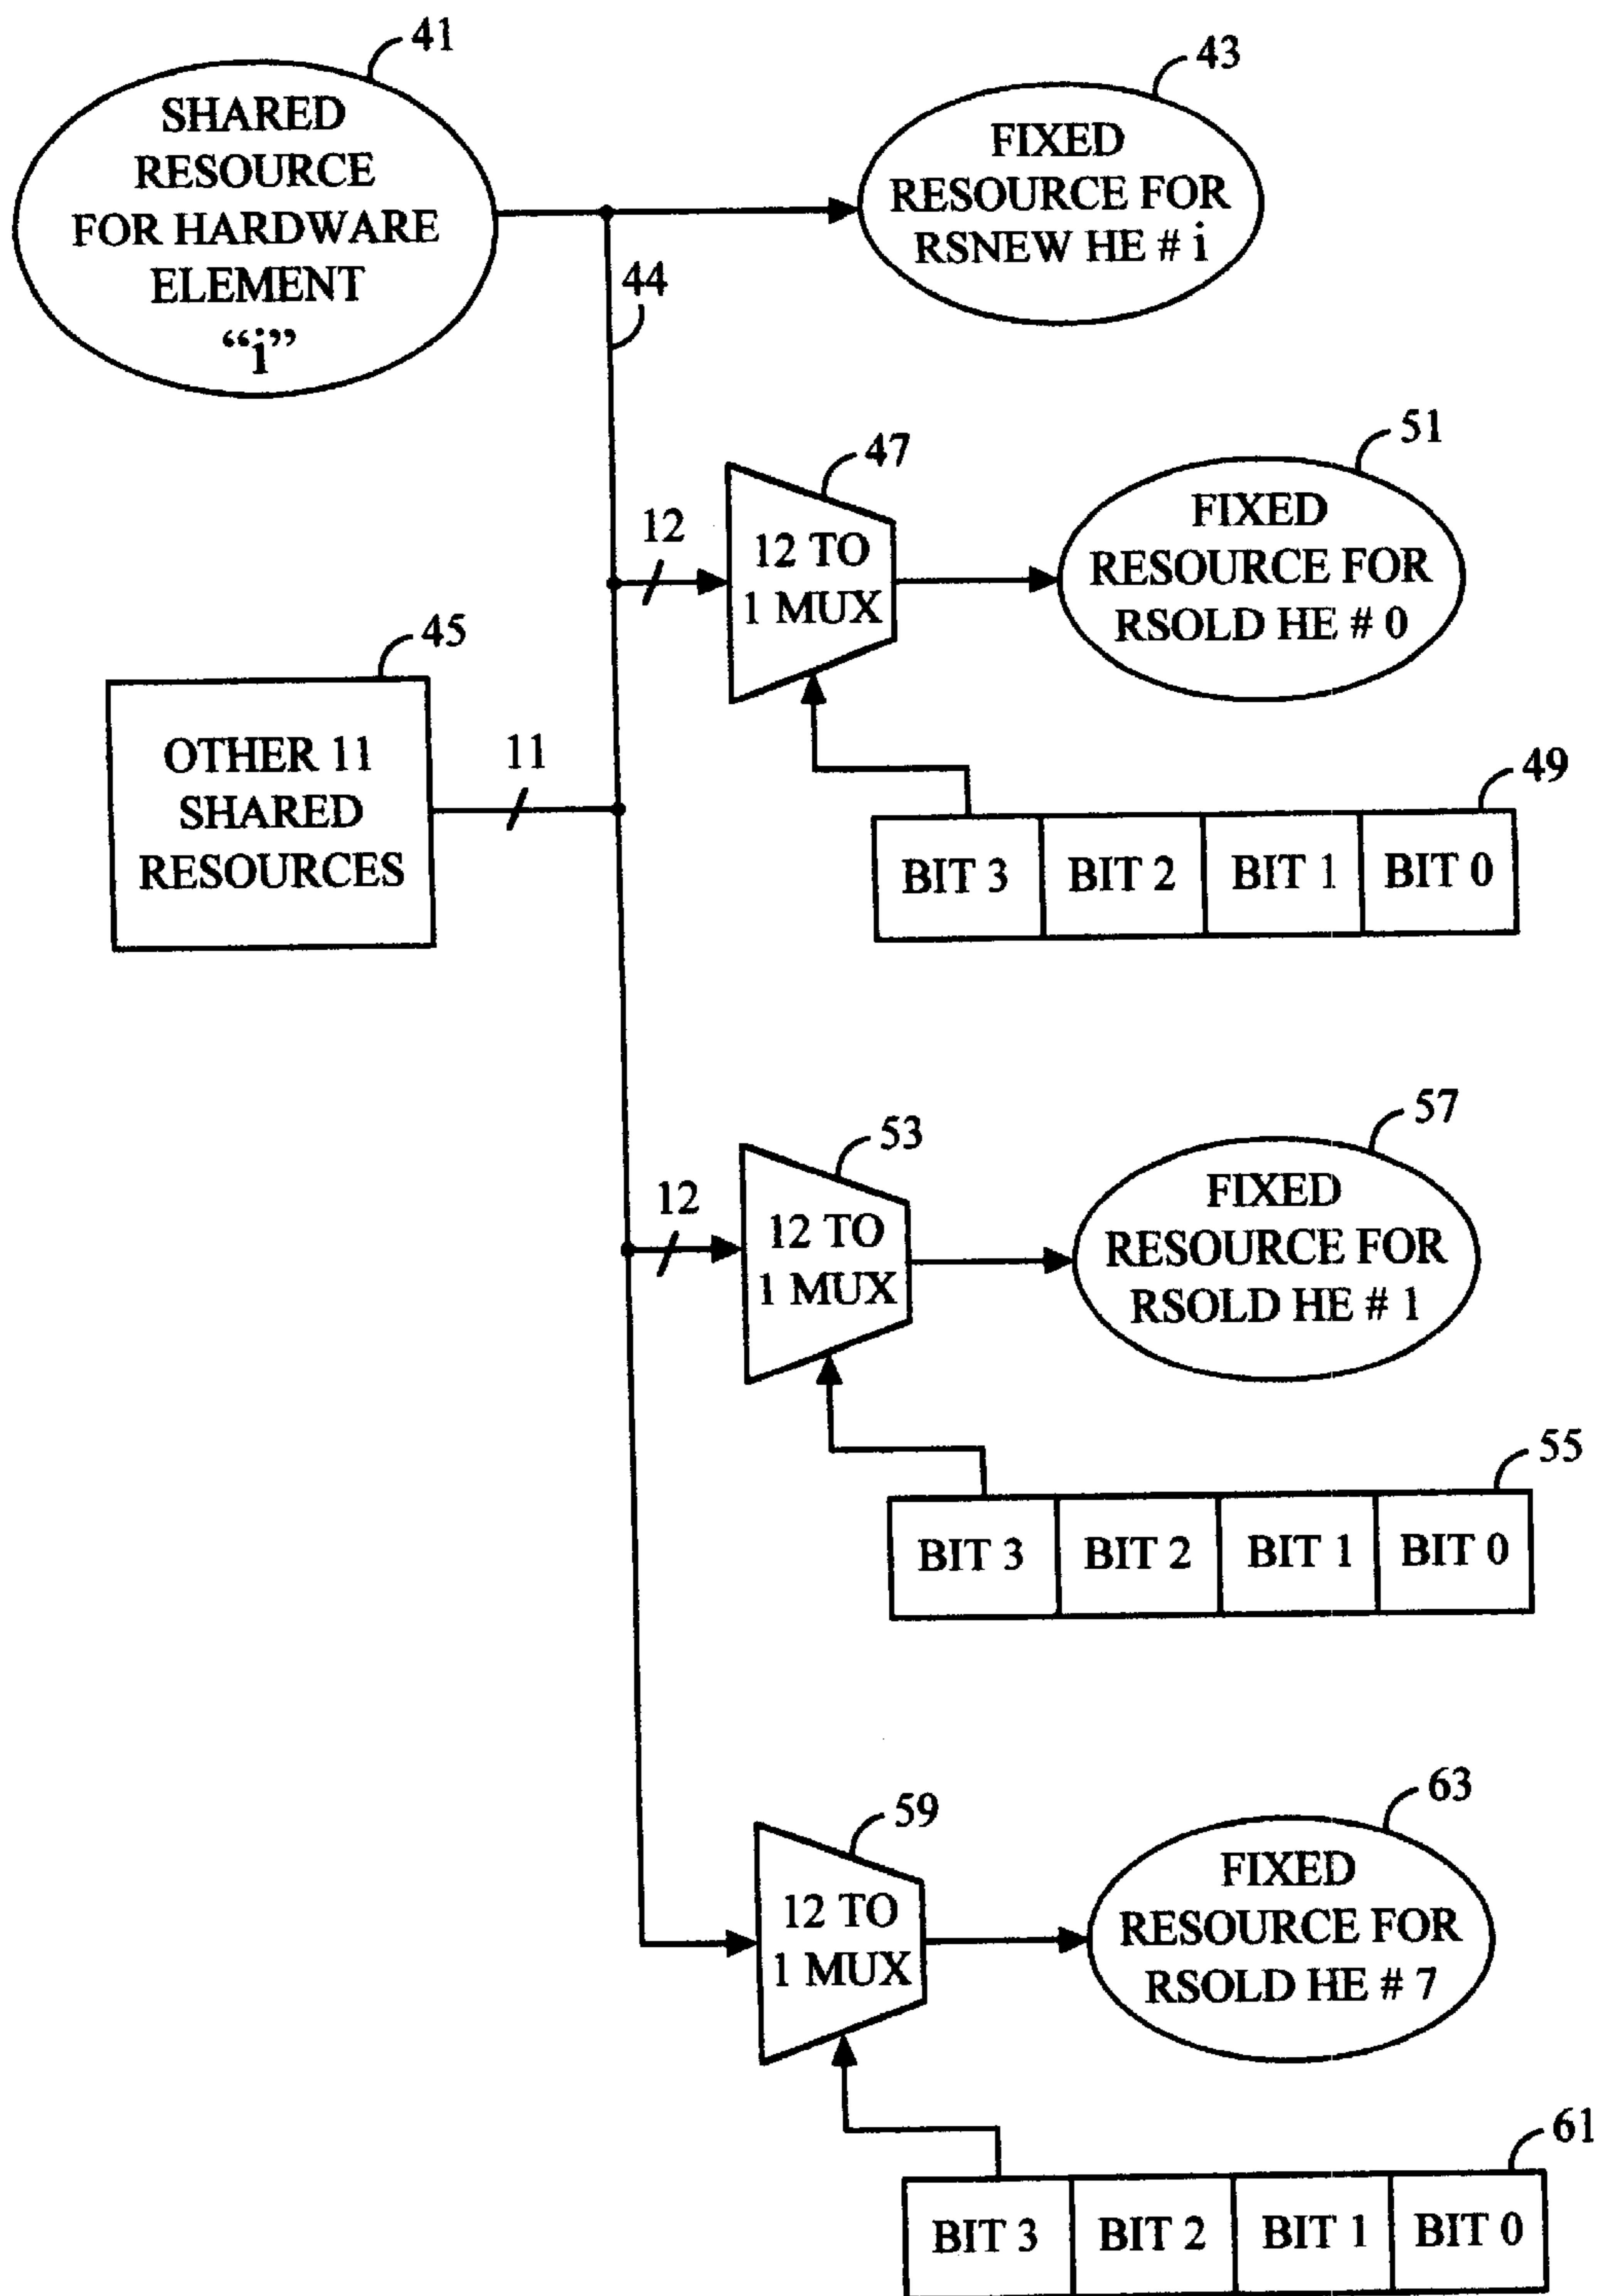 41
SHARED
RESOURCE
FOR HARDWARE
ELEMENT
“i”
43
FIXED
RESOURCE FOR
RSNEW HE # i
44
47
12
12 TO
1 MUX
51
FIXED
RESOURCE FOR
RSOLD HE # 0
45
OTHER 11
SHARED
RESOURCES
11
49
BIT 3 BIT 2 BIT 1 BIT 0
53
12
12 TO
1 MUX
57
FIXED
RESOURCE FOR
RSOLD HE # 1
55
BIT 3 BIT 2 BIT 1 BIT 0
59
12 TO
1 MUX
63
FIXED
RESOURCE FOR
RSOLD HE # 7
61
BIT 3 BIT 2 BIT 1 BIT 0